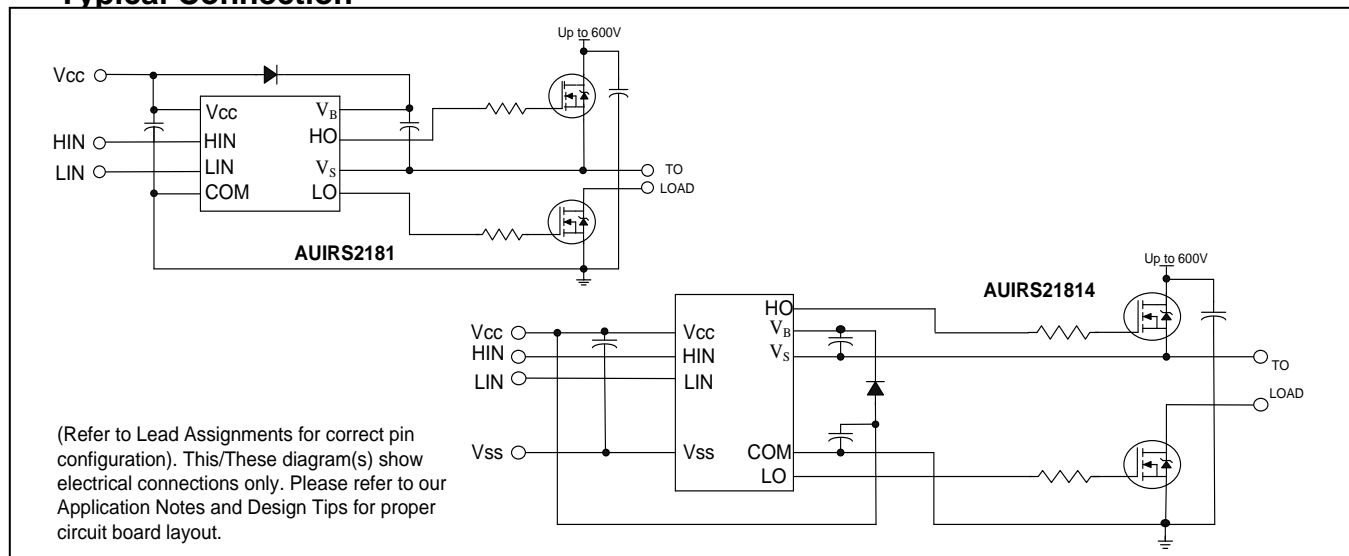 Typical Connection
Up to 600V
Vcc
Vcc
VB
HIN
HIN
HO
LIN
LIN
VS
TO
COM
LO
LOAD
AUIRS2181
Up to 600V
AUIRS21814
HO
Vcc
Vcc
VB
HIN
HIN
VS
LIN
LIN
TO
LOAD
Vss
Vss
COM
LO
(Refer to Lead Assignments for correct pin
configuration). This/These diagram(s) show
electrical connections only. Please refer to our
Application Notes and Design Tips for proper
circuit board layout.